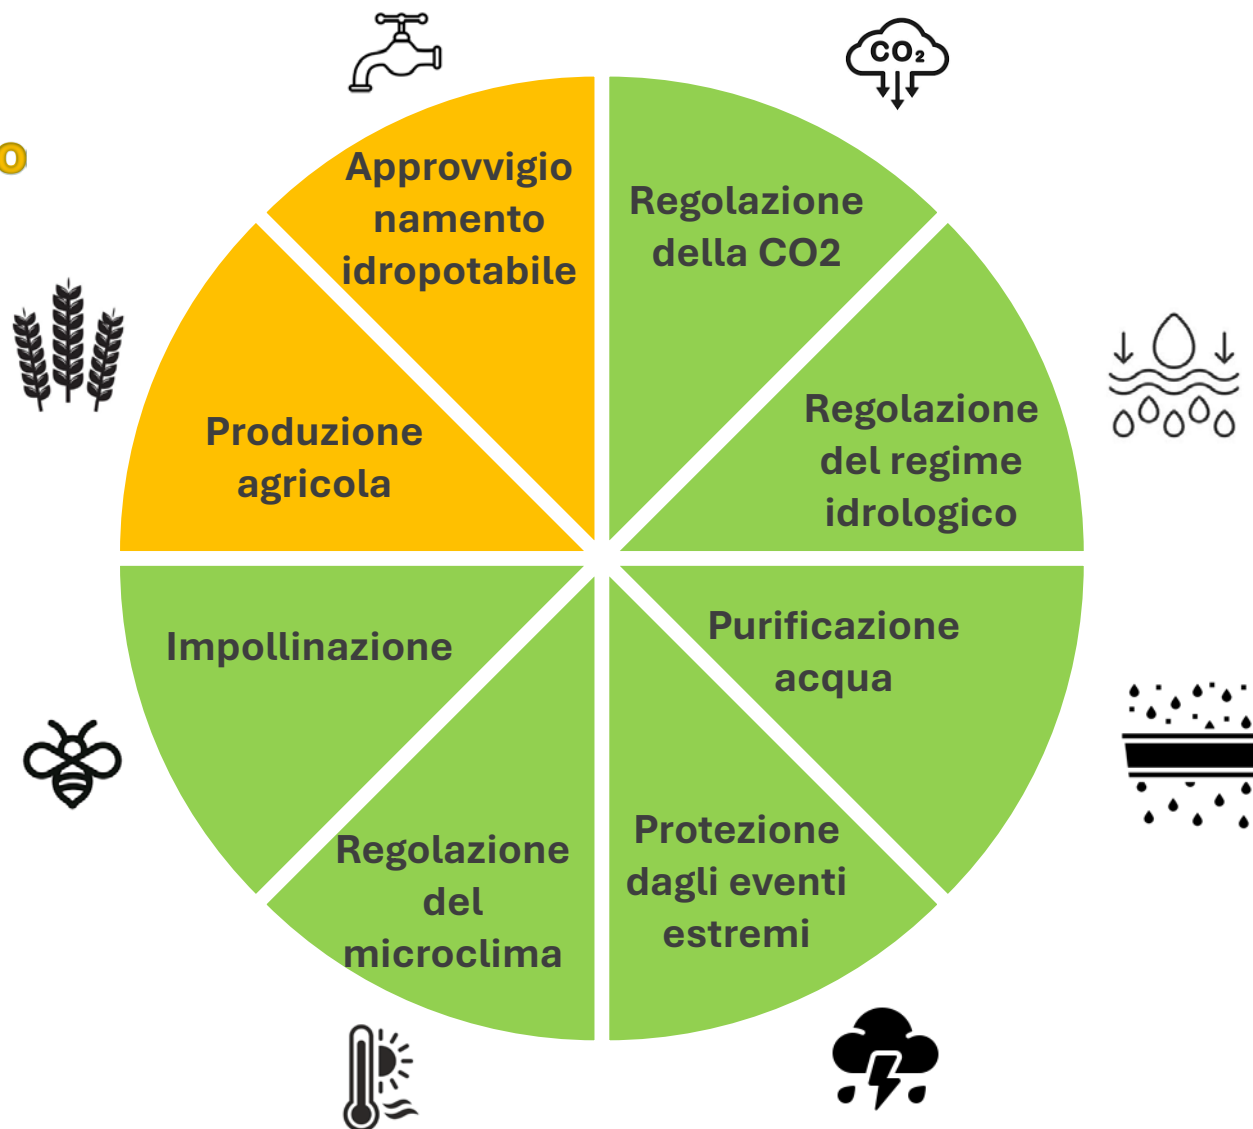 CO₂
o
Approvvigio
namento
idropotabile
Regolazione
della CO2
Produzione
agricola
Regolazione
del regime
idrologico
Impollinazione
Purificazione
acqua
Regolazione
del
microclima
Protezione
dagli eventi
estremi